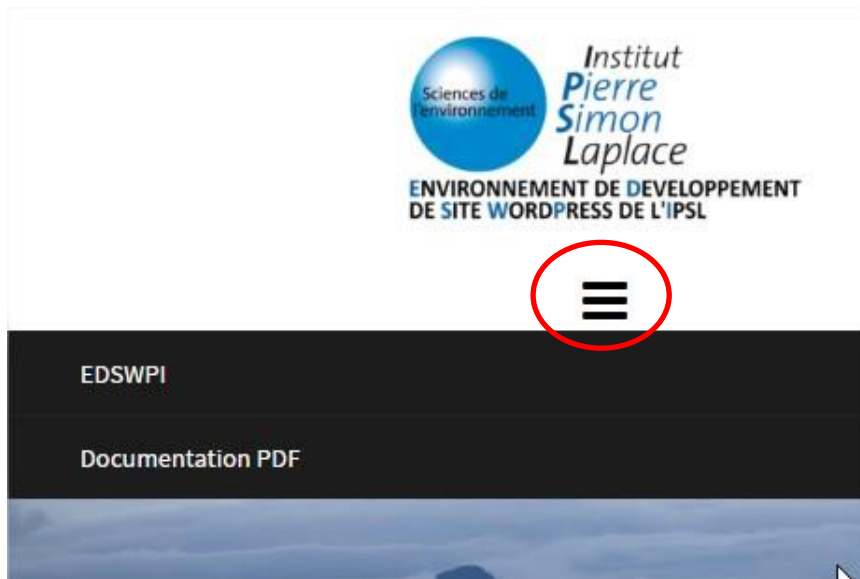 Sciences de
l'environnement
Institut
Pierre
Simon
Laplace
ENVIRONNEMENT DE DEVELOPPEMENT
DE SITE WORDPRESS DE L'IPSL
EDSWPI
Documentation PDF